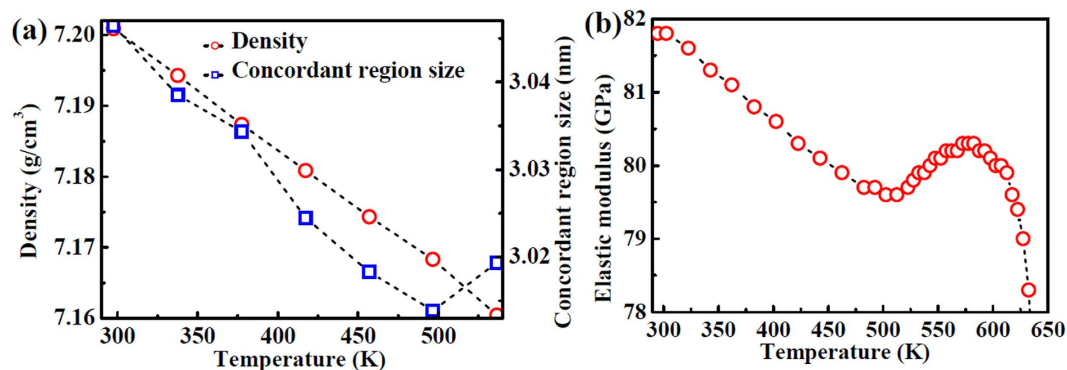 (a)
Density
Concordant region size
Density (g/cm³)
7.20
7.19
7.18
7.17
7.16
3.04
3.03
3.02
Concordant region size (nm)
300 350 400 450 500
Temperature (K)
(b)
Elastic modulus (GPa)
82
81
80
79
78
300 350 400 450 500 550 600 650
Temperature (K)